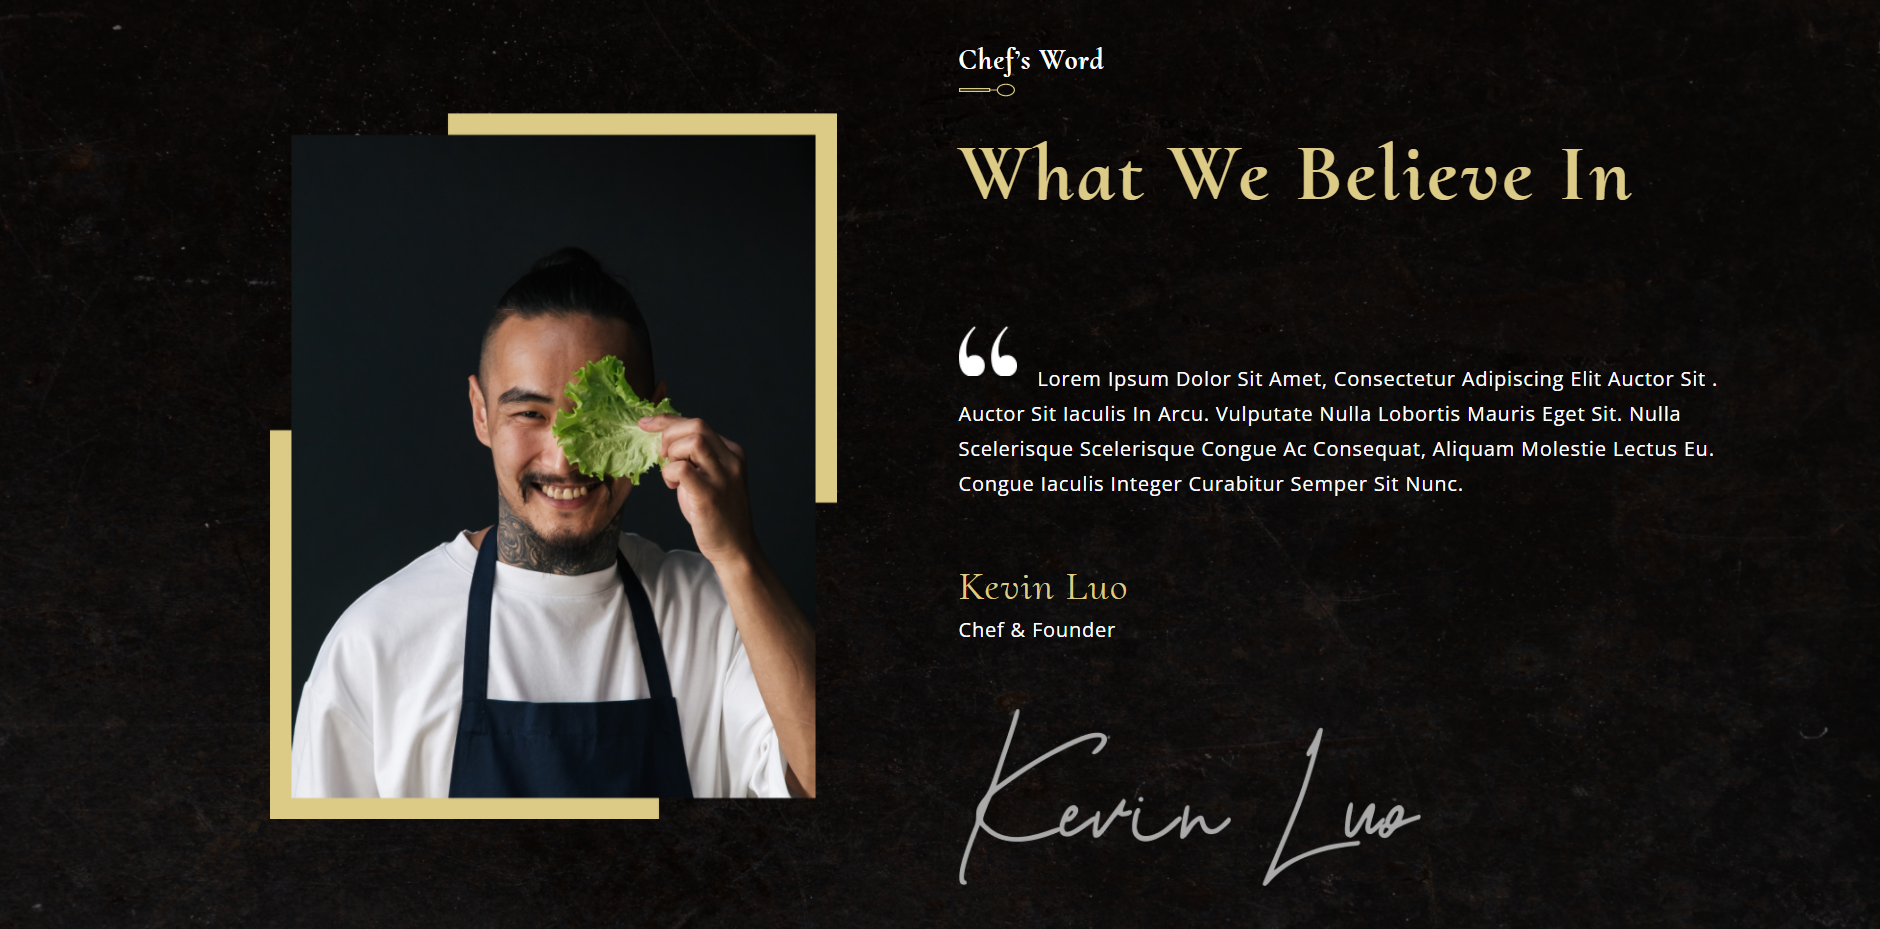 Chef’s Word
What We Believe In
“ Lorem Ipsum Dolor Sit Amet, Consectetur Adipiscing Elit Auctor Sit .
Auctor Sit Iaculis In Arcu. Vulputate Nulla Lobortis Mauris Eget Sit. Nulla
Scelerisque Scelerisque Congue Ac Consequat, Aliquam Molestie Lectus Eu.
Congue Iaculis Integer Curabitur Semper Sit Nunc.
Kevin Luo
Chef & Founder
Kevin Luo